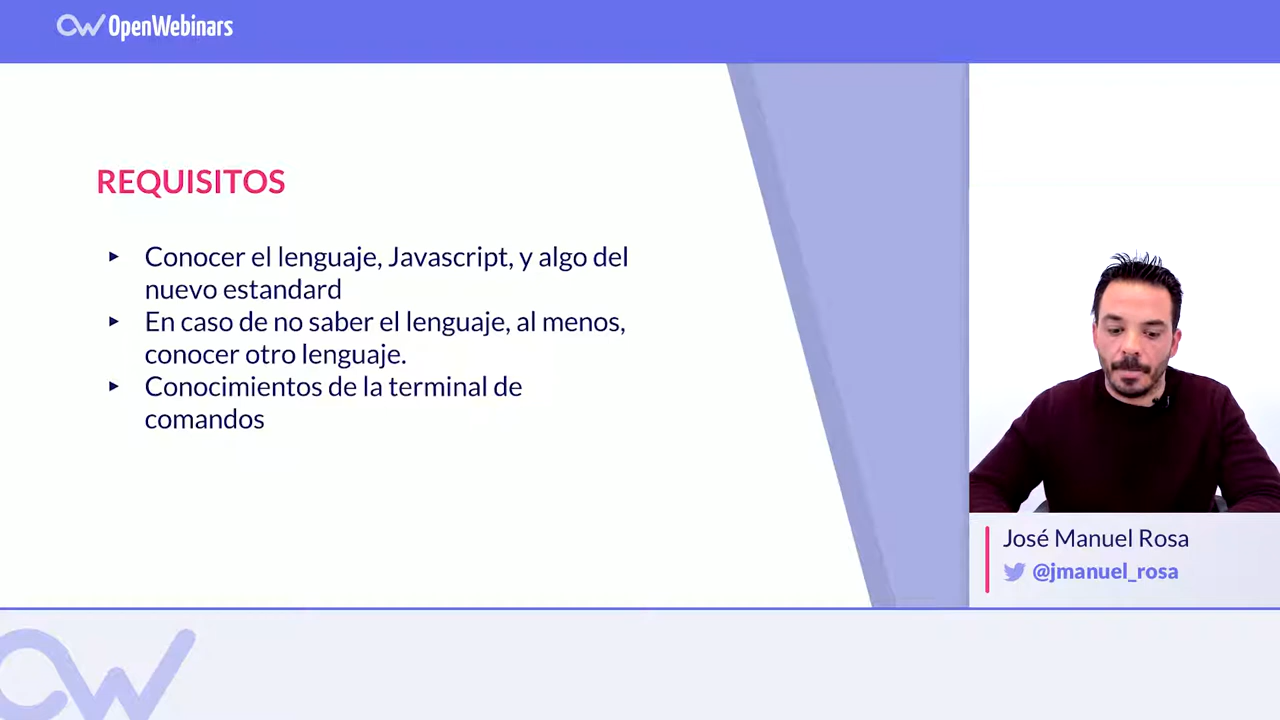 OpenWebinars
REQUISITOS
▸ Conocer el lenguaje, Javascript, y algo del
nuevo estandard
▸ En caso de no saber el lenguaje, al menos,
conocer otro lenguaje.
▸ Conocimientos de la terminal de
comandos
José Manuel Rosa
@jmanuel_rosa